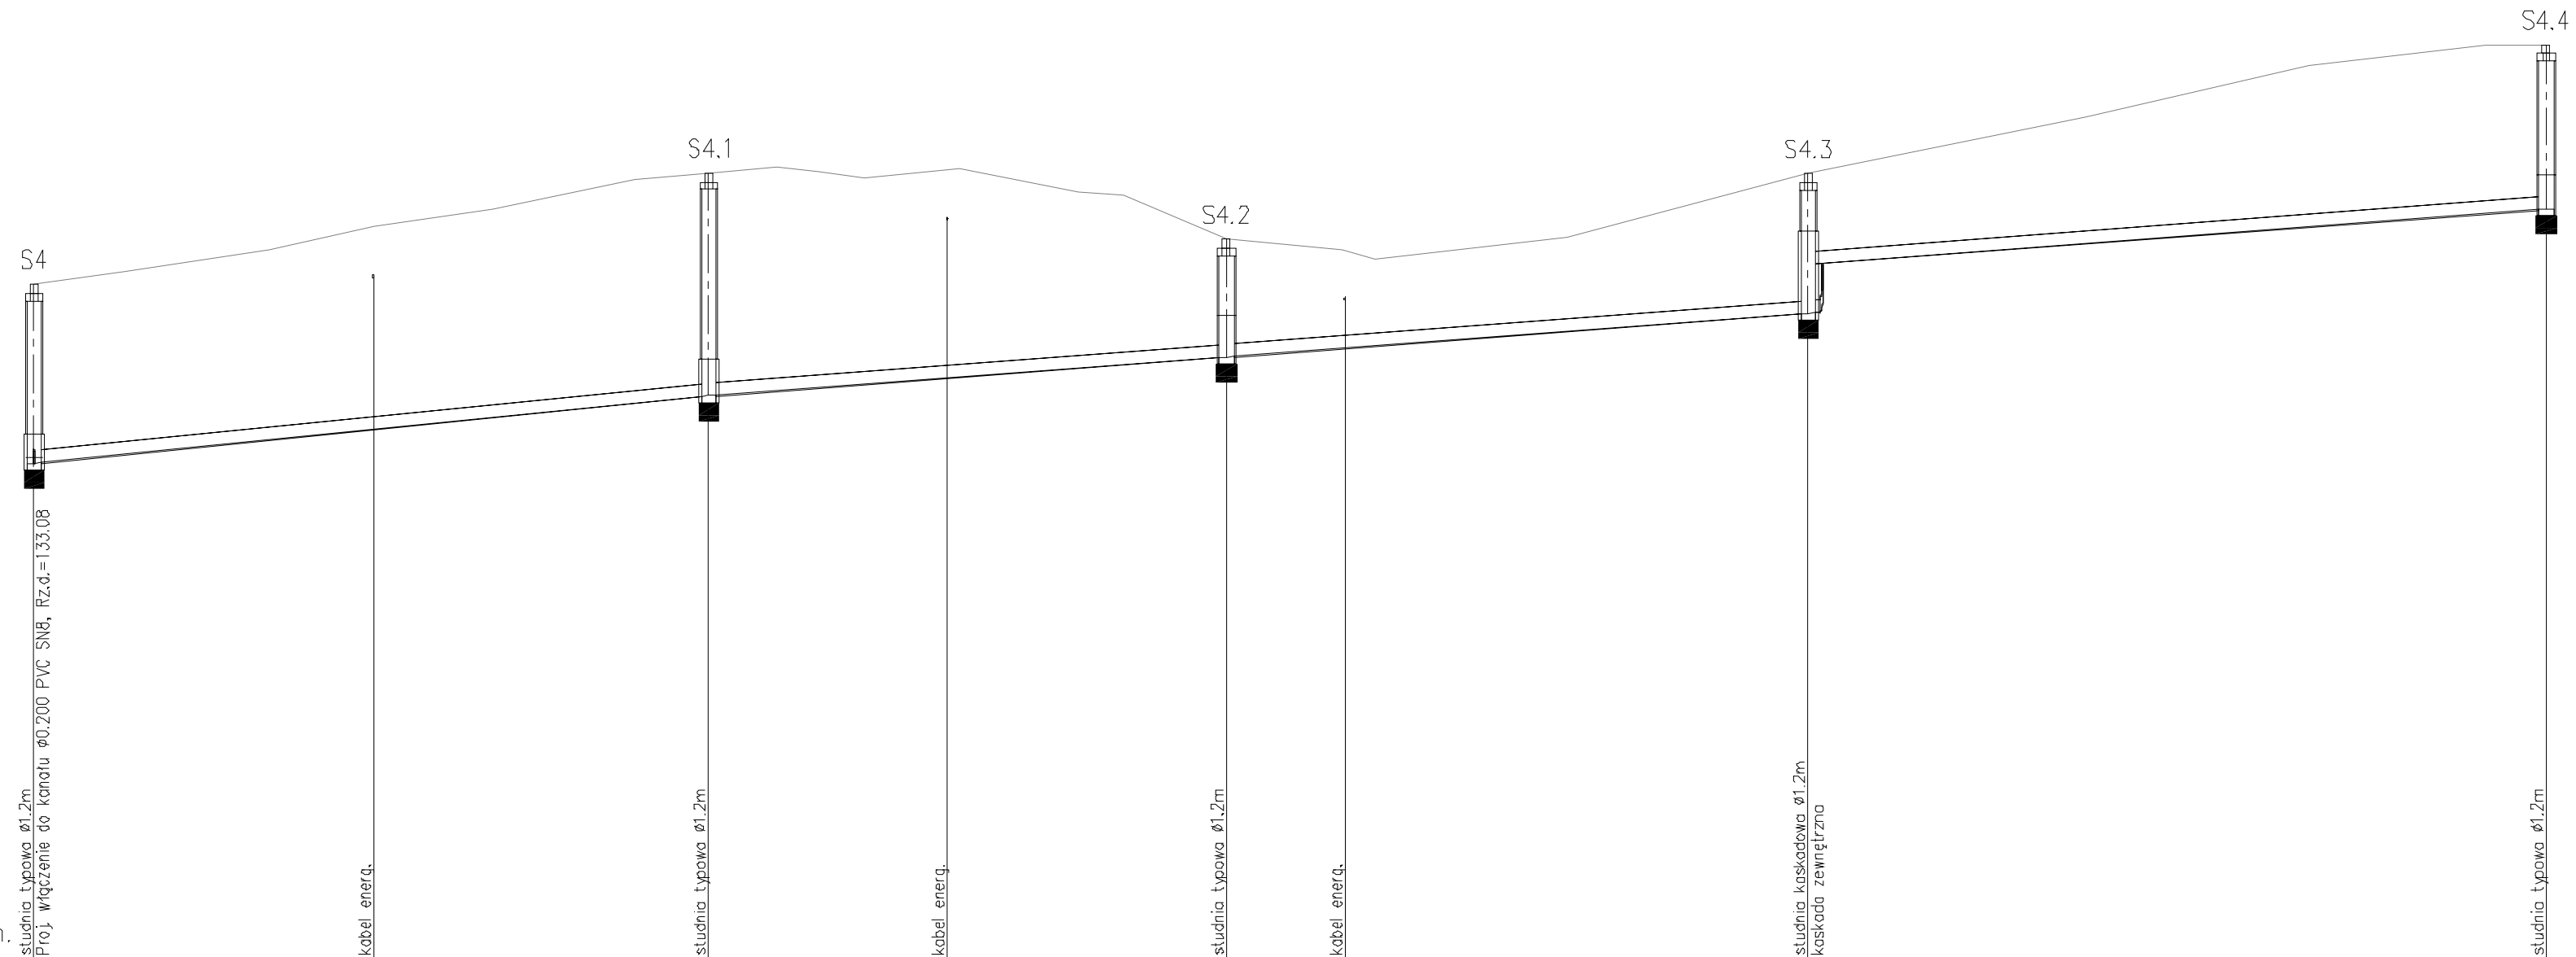 S4
S4.1
S4.2
S4.3
S4.4
studnia typowa ø1.2m
Proj. włączenie do kanału ø0.200 PVC SN8, Rz.d.=133.08
kabel energ.
studnia typowa ø1.2m
kabel energ.
studnia typowa ø1.2m
kabel energ.
studnia kaskadowa ø1.2m
kaskada zewnętrzna
studnia typowa ø1.2m